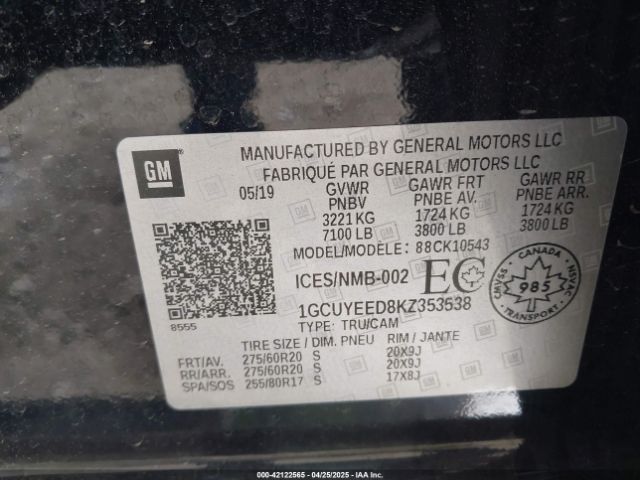 GM
MANUFACTURED BY GENERAL MOTORS LLC
FABRIQUÉ PAR GENERAL MOTORS LLC
05/19 GVWR GAWR FRT GAWR RR
PNBV PNBE AV. PNBE ARR.
3221 KG 1724 KG 1724 KG
7100 LB 3800 LB 3800 LB
MODEL/MODÈLE: 88CK10543
ICES/NMB-002 EC
CANADA
985
1GCUYEED8KZ353538
8555
TYPE: TRU/CAM
TIRE SIZE / DIM. PNEU RIM / JANTE
FRT/AV. 275/60R20 S 20X9J
RR/ARR. 275/60R20 S 20X9J
SPA/SOS 255/80R17 S 17X8J
000-42122565 - 04/25/2025 - IAA Inc.